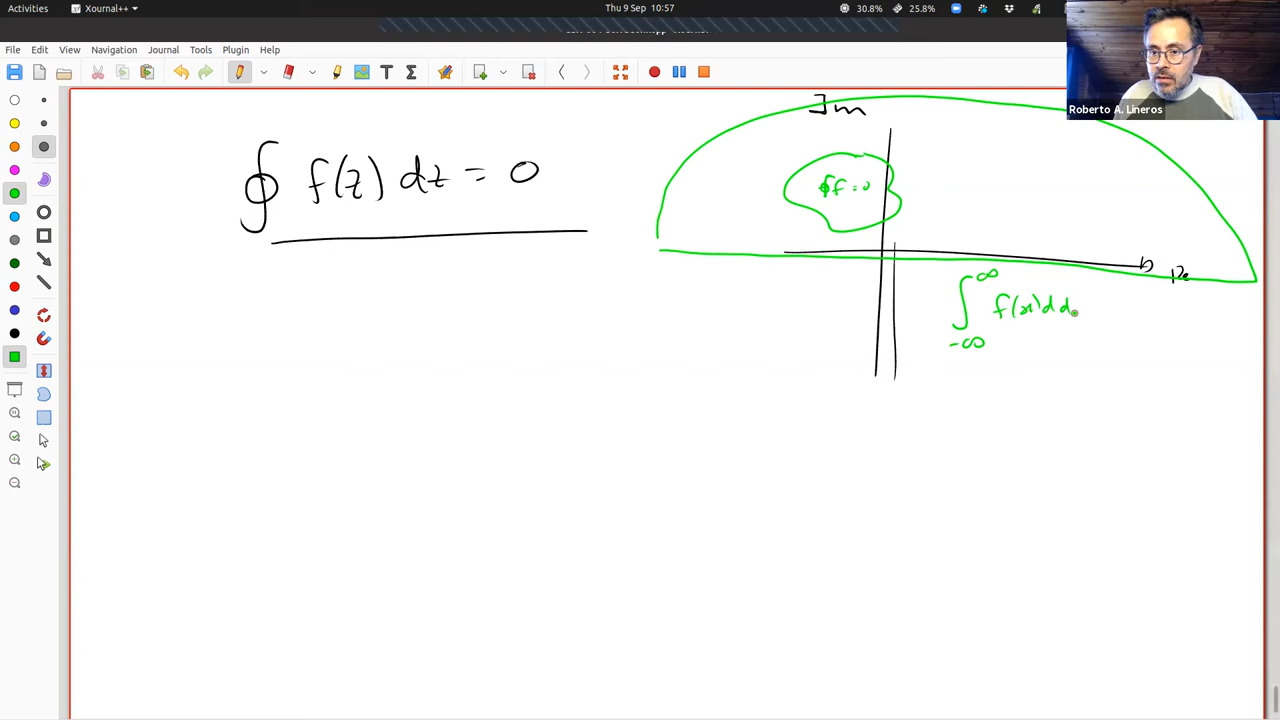 Activities
Xournal++
Thu 9 Sep 10:57
30.8%
25.8%
File Edit View Navigation Journal Tools Plugin Help
Roberto A. Lineros
Im
∮ f(z) dz = 0
∮f = 0
Re
∫_{-∞}^{∞} f(x)dd